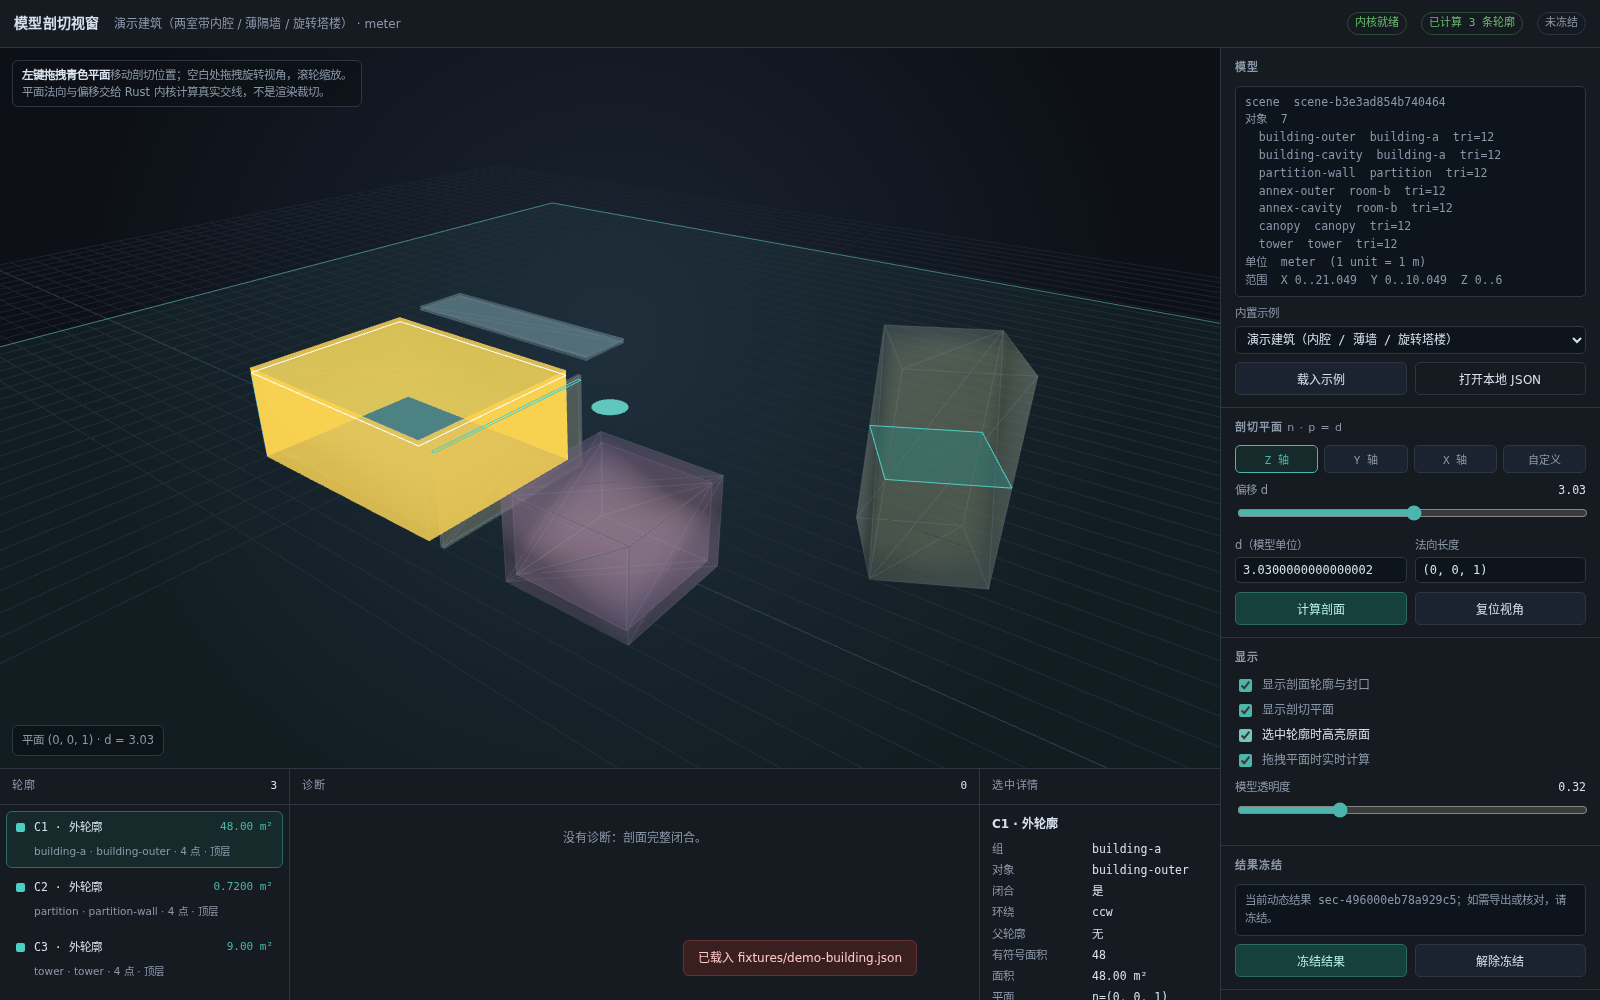 模型剖切视窗 演示建筑（两室带内腔 / 薄隔墙 / 旋转塔楼） · meter
内核就绪 已计算 3 条轮廓 未冻结
左键拖拽青色平面移动剖切位置；空白处拖拽旋转视角，滚轮缩放。
平面法向与偏移交给 Rust 内核计算真实交线，不是渲染裁切。
平面 (0, 0, 1) · d = 3.03
模型
scene scene-b3e3ad854b740464
对象 7
building-outer building-a tri=12
building-cavity building-a tri=12
partition-wall partition tri=12
annex-outer room-b tri=12
annex-cavity room-b tri=12
canopy canopy tri=12
tower tower tri=12
单位 meter (1 unit = 1 m)
范围 X 0..21.049 Y 0..10.049 Z 0..6
内置示例
演示建筑（内腔 / 薄墙 / 旋转塔楼）
载入示例 打开本地 JSON
剖切平面 n · p = d
Z 轴 Y 轴 X 轴 自定义
偏移 d 3.03
d（模型单位） 法向长度
3.0300000000000002 (0, 0, 1)
计算剖面 复位视角
显示
显示剖面轮廓与封口
显示剖切平面
选中轮廓时高亮原面
拖拽平面时实时计算
模型透明度 0.32
结果冻结
当前动态结果 sec-496000eb78a929c5；如需导出或核对，请
冻结。
冻结结果 解除冻结
轮廓 3
C1 · 外轮廓 48.00 m²
building-a · building-outer · 4 点 · 顶层
C2 · 外轮廓 0.7200 m²
partition · partition-wall · 4 点 · 顶层
C3 · 外轮廓 9.00 m²
tower · tower · 4 点 · 顶层
诊断 0
没有诊断：剖面完整闭合。
已载入 fixtures/demo-building.json
选中详情
C1 · 外轮廓
组 building-a
对象 building-outer
闭合 是
环绕 ccw
父轮廓 无
有符号面积 48
面积 48.00 m²
平面 n=(0, 0, 1)